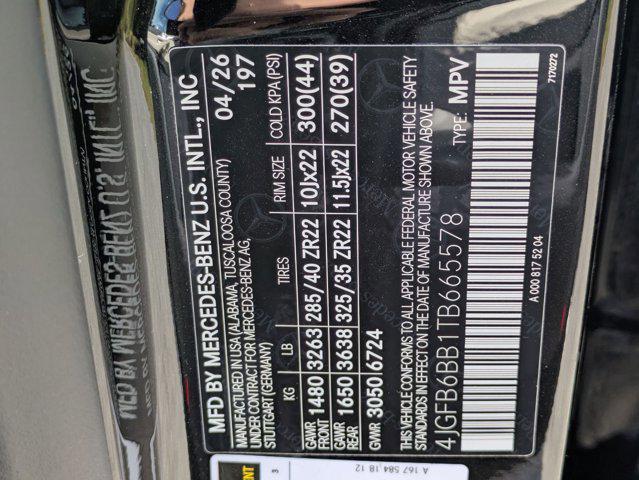 MFD BY MERCEDES-BENZ U.S. INTL., INC
MANUFACTURED IN USA (ALABAMA, TUSCALOOSA COUNTY) 04/26
UNDER CONTRACT FOR MERCEDES-BENZ AG, 197
STUTTGART (GERMANY)
KG LB TIRES RIM SIZE COLD KPA (PSI)
GAWR FRONT 1480 3263 285/40 ZR22 10Jx22 300(44)
GAWR REAR 1650 3638 325/35 ZR22 11.5Jx22 270(39)
GVWR 3050 6724
THIS VEHICLE CONFORMS TO ALL APPLICABLE FEDERAL MOTOR VEHICLE SAFETY
STANDARDS IN EFFECT ON THE DATE OF MANUFACTURE SHOWN ABOVE.
4JGFB6BB1TB665578 TYPE: MPV
A 000 817 52 04 7170272
3
A 167 584 18 12